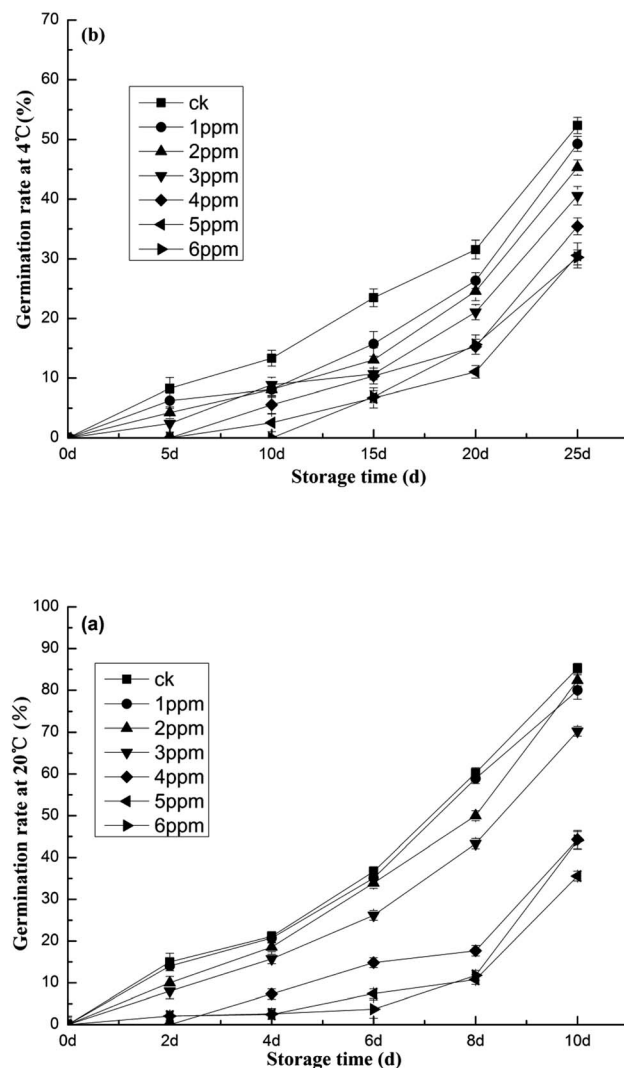 (b)
70
60
50
40
30
20
10
0
Germination rate at 4℃(%)
ck
1ppm
2ppm
3ppm
4ppm
5ppm
6ppm
0d 5d 10d 15d 20d 25d
Storage time (d)
(a)
100
90
80
70
60
50
40
30
20
10
0
Germination rate at 20℃ (%)
ck
1ppm
2ppm
3ppm
4ppm
5ppm
6ppm
0d 2d 4d 6d 8d 10d
Storage time (d)